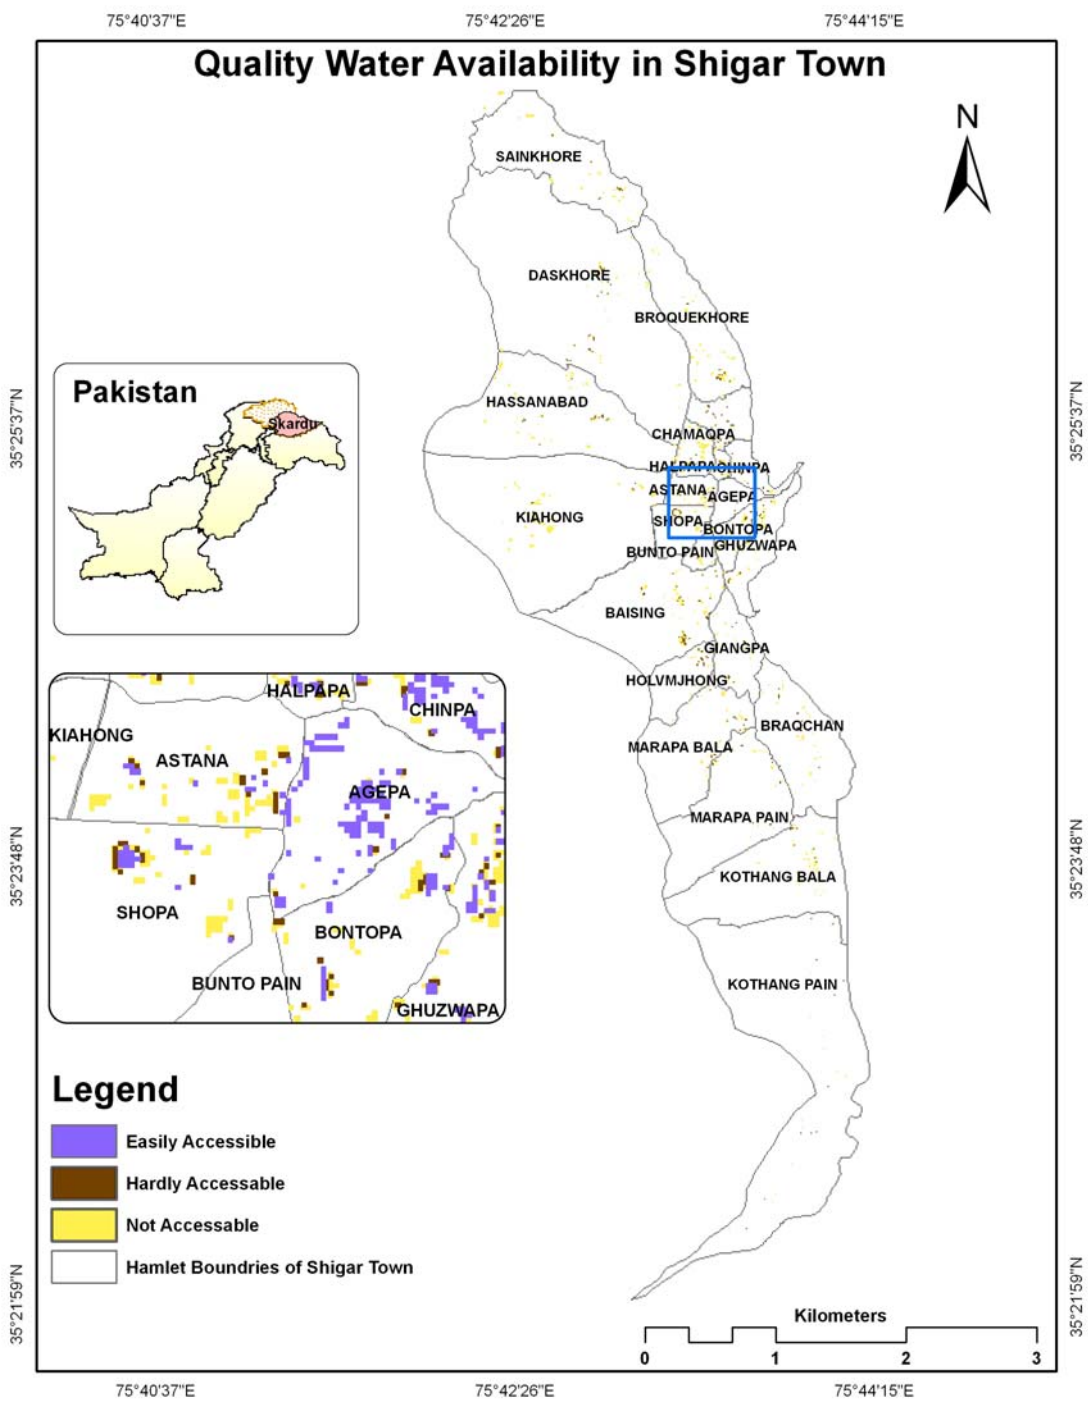 75°40'37"E 75°42'26"E 75°44'15"E
Quality Water Availability in Shigar Town
N
SAINKHORE
DASKHORE
BROQUEKHORE
35°25'37"N
35°25'37"N
Pakistan
Skardu
HASSANABAD
CHAMAQPA
HALPAPA CHINPA
ASTANA
AGEPA
KIAHONG
SHOPA
BONTOPA
BUNTO PAIN
GHUZWAPA
BAISING
GIANGPA
HOLVMJHONG
BRAQCHAN
MARAPA BALA
MARAPA PAIN
KOTHANG BALA
KOTHANG PAIN
35°23'48"N
35°23'48"N
HALPAPA
CHINPA
KIAHONG
ASTANA
AGEPA
SHOPA
BONTOPA
BUNTO PAIN
GHUZWAPA
Legend
Easily Accessible
Hardly Accessable
Not Accessable
Hamlet Boundries of Shigar Town
35°21'59"N
35°21'59"N
Kilometers
0 1 2 3
75°40'37"E 75°42'26"E 75°44'15"E